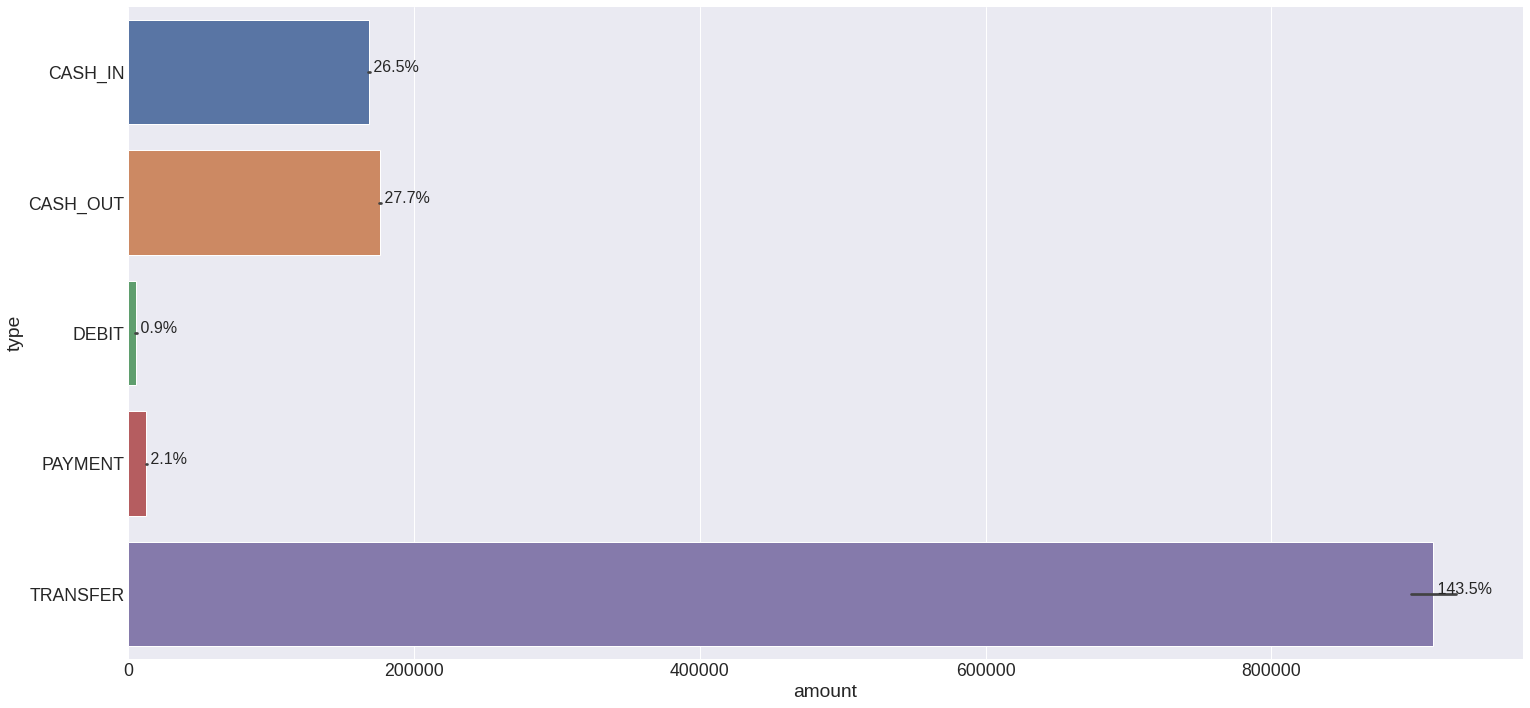 CASH_IN
26.5%
CASH_OUT
27.7%
DEBIT
0.9%
PAYMENT
2.1%
TRANSFER
143.5%
type
0
200000
400000
600000
800000
amount